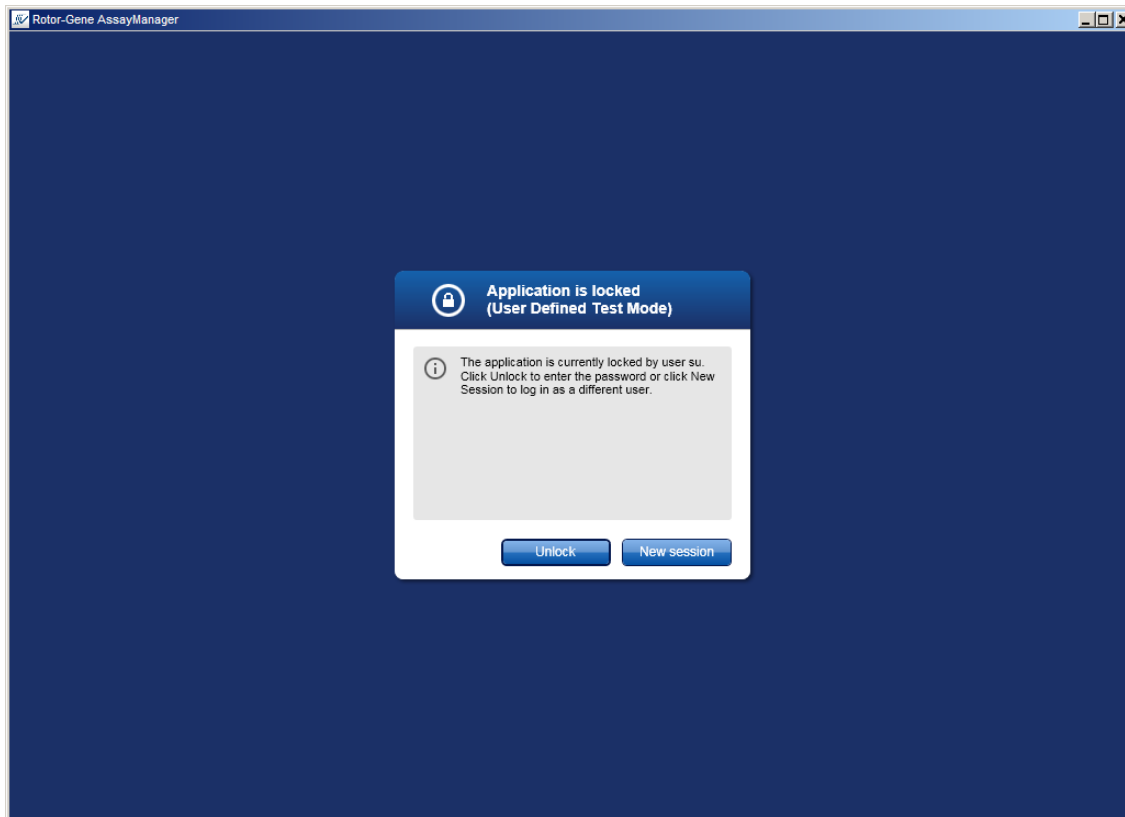 Rotor-Gene AssayManager
Application is locked
(User Defined Test Mode)
The application is currently locked by user su.
Click Unlock to enter the password or click New
Session to log in as a different user.
Unlock
New session